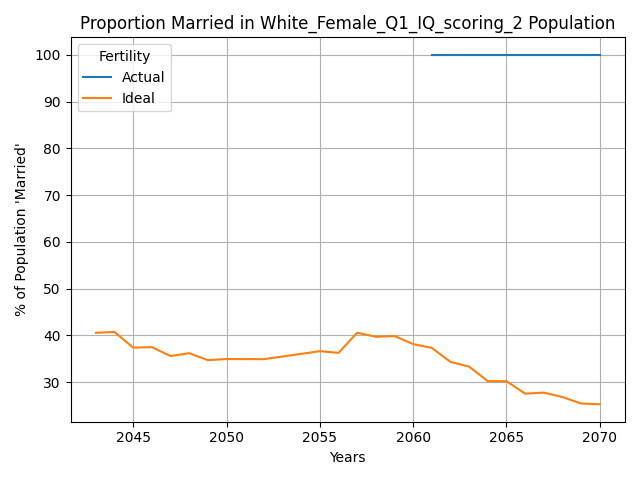 Proportion Married in White_Female_Q1_IQ_scoring_2 Population
Fertility
Actual
Ideal
% of Population 'Married'
100
90
80
70
60
50
40
30
2045 2050 2055 2060 2065 2070
Years